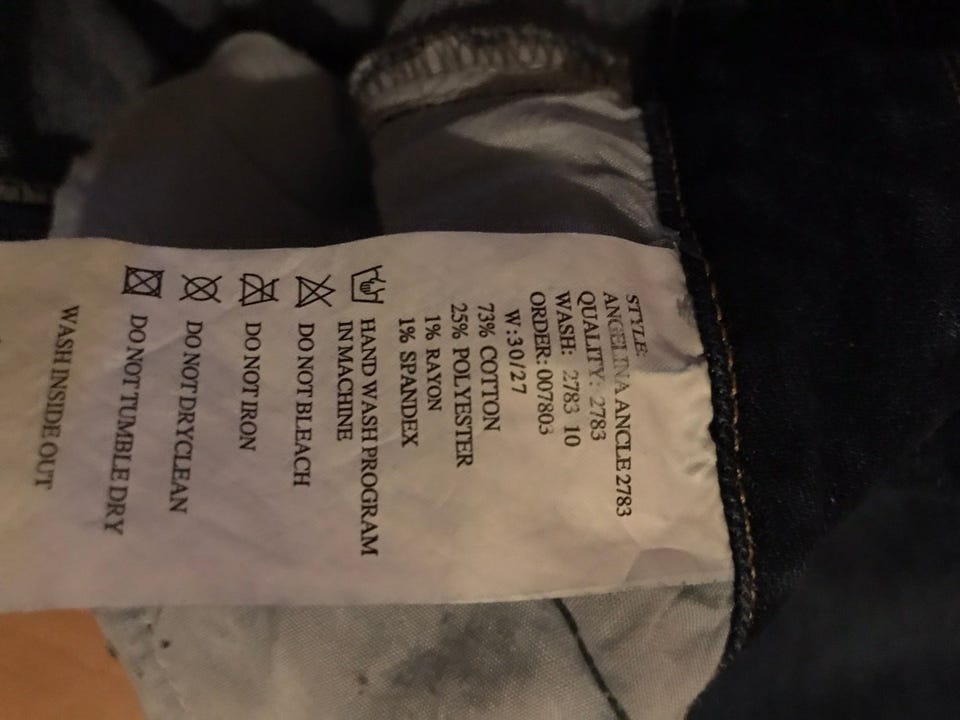 STYLE:
ANGELINA ANCLE 2783
QUALITY: 2783
WASH: 2783 10
ORDER: 007803
W:30/27
73% COTTON
25% POLYESTER
1% RAYON
1% SPANDEX
HAND WASH PROGRAM
IN MACHINE
DO NOT BLEACH
DO NOT IRON
DO NOT DRYCLEAN
DO NOT TUMBLE DRY
WASH INSIDE OUT